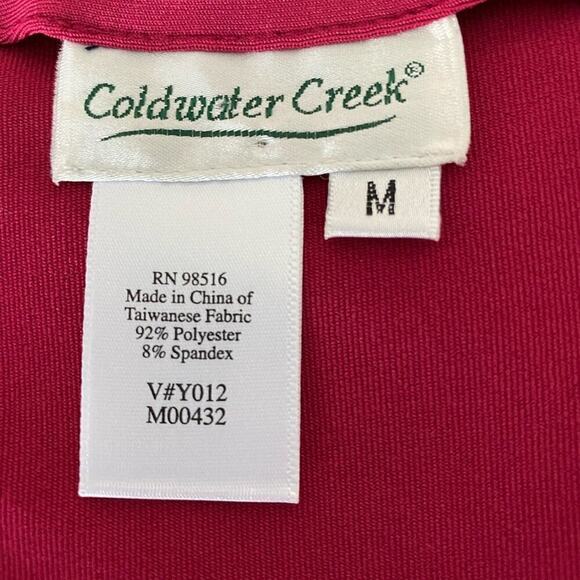 Coldwater Creek®
M
RN 98516
Made in China of
Taiwanese Fabric
92% Polyester
8% Spandex
V#Y012
M00432